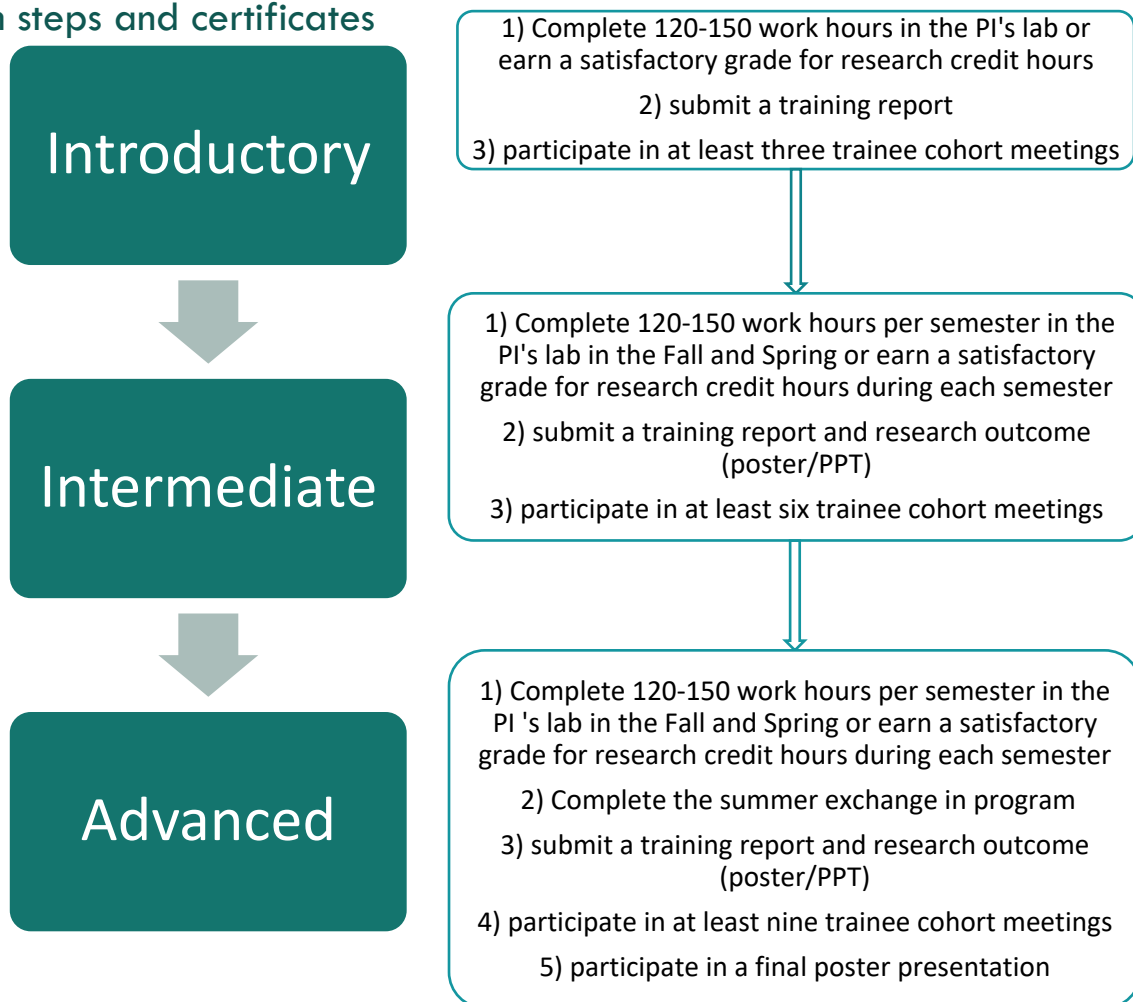 steps and certificates
Introductory
1) Complete 120-150 work hours in the PI's lab or
earn a satisfactory grade for research credit hours
2) submit a training report
3) participate in at least three trainee cohort meetings
Intermediate
1) Complete 120-150 work hours per semester in the
PI's lab in the Fall and Spring or earn a satisfactory
grade for research credit hours during each semester
2) submit a training report and research outcome
(poster/PPT)
3) participate in at least six trainee cohort meetings
Advanced
1) Complete 120-150 work hours per semester in the
PI 's lab in the Fall and Spring or earn a satisfactory
grade for research credit hours during each semester
2) Complete the summer exchange in program
3) submit a training report and research outcome
(poster/PPT)
4) participate in at least nine trainee cohort meetings
5) participate in a final poster presentation